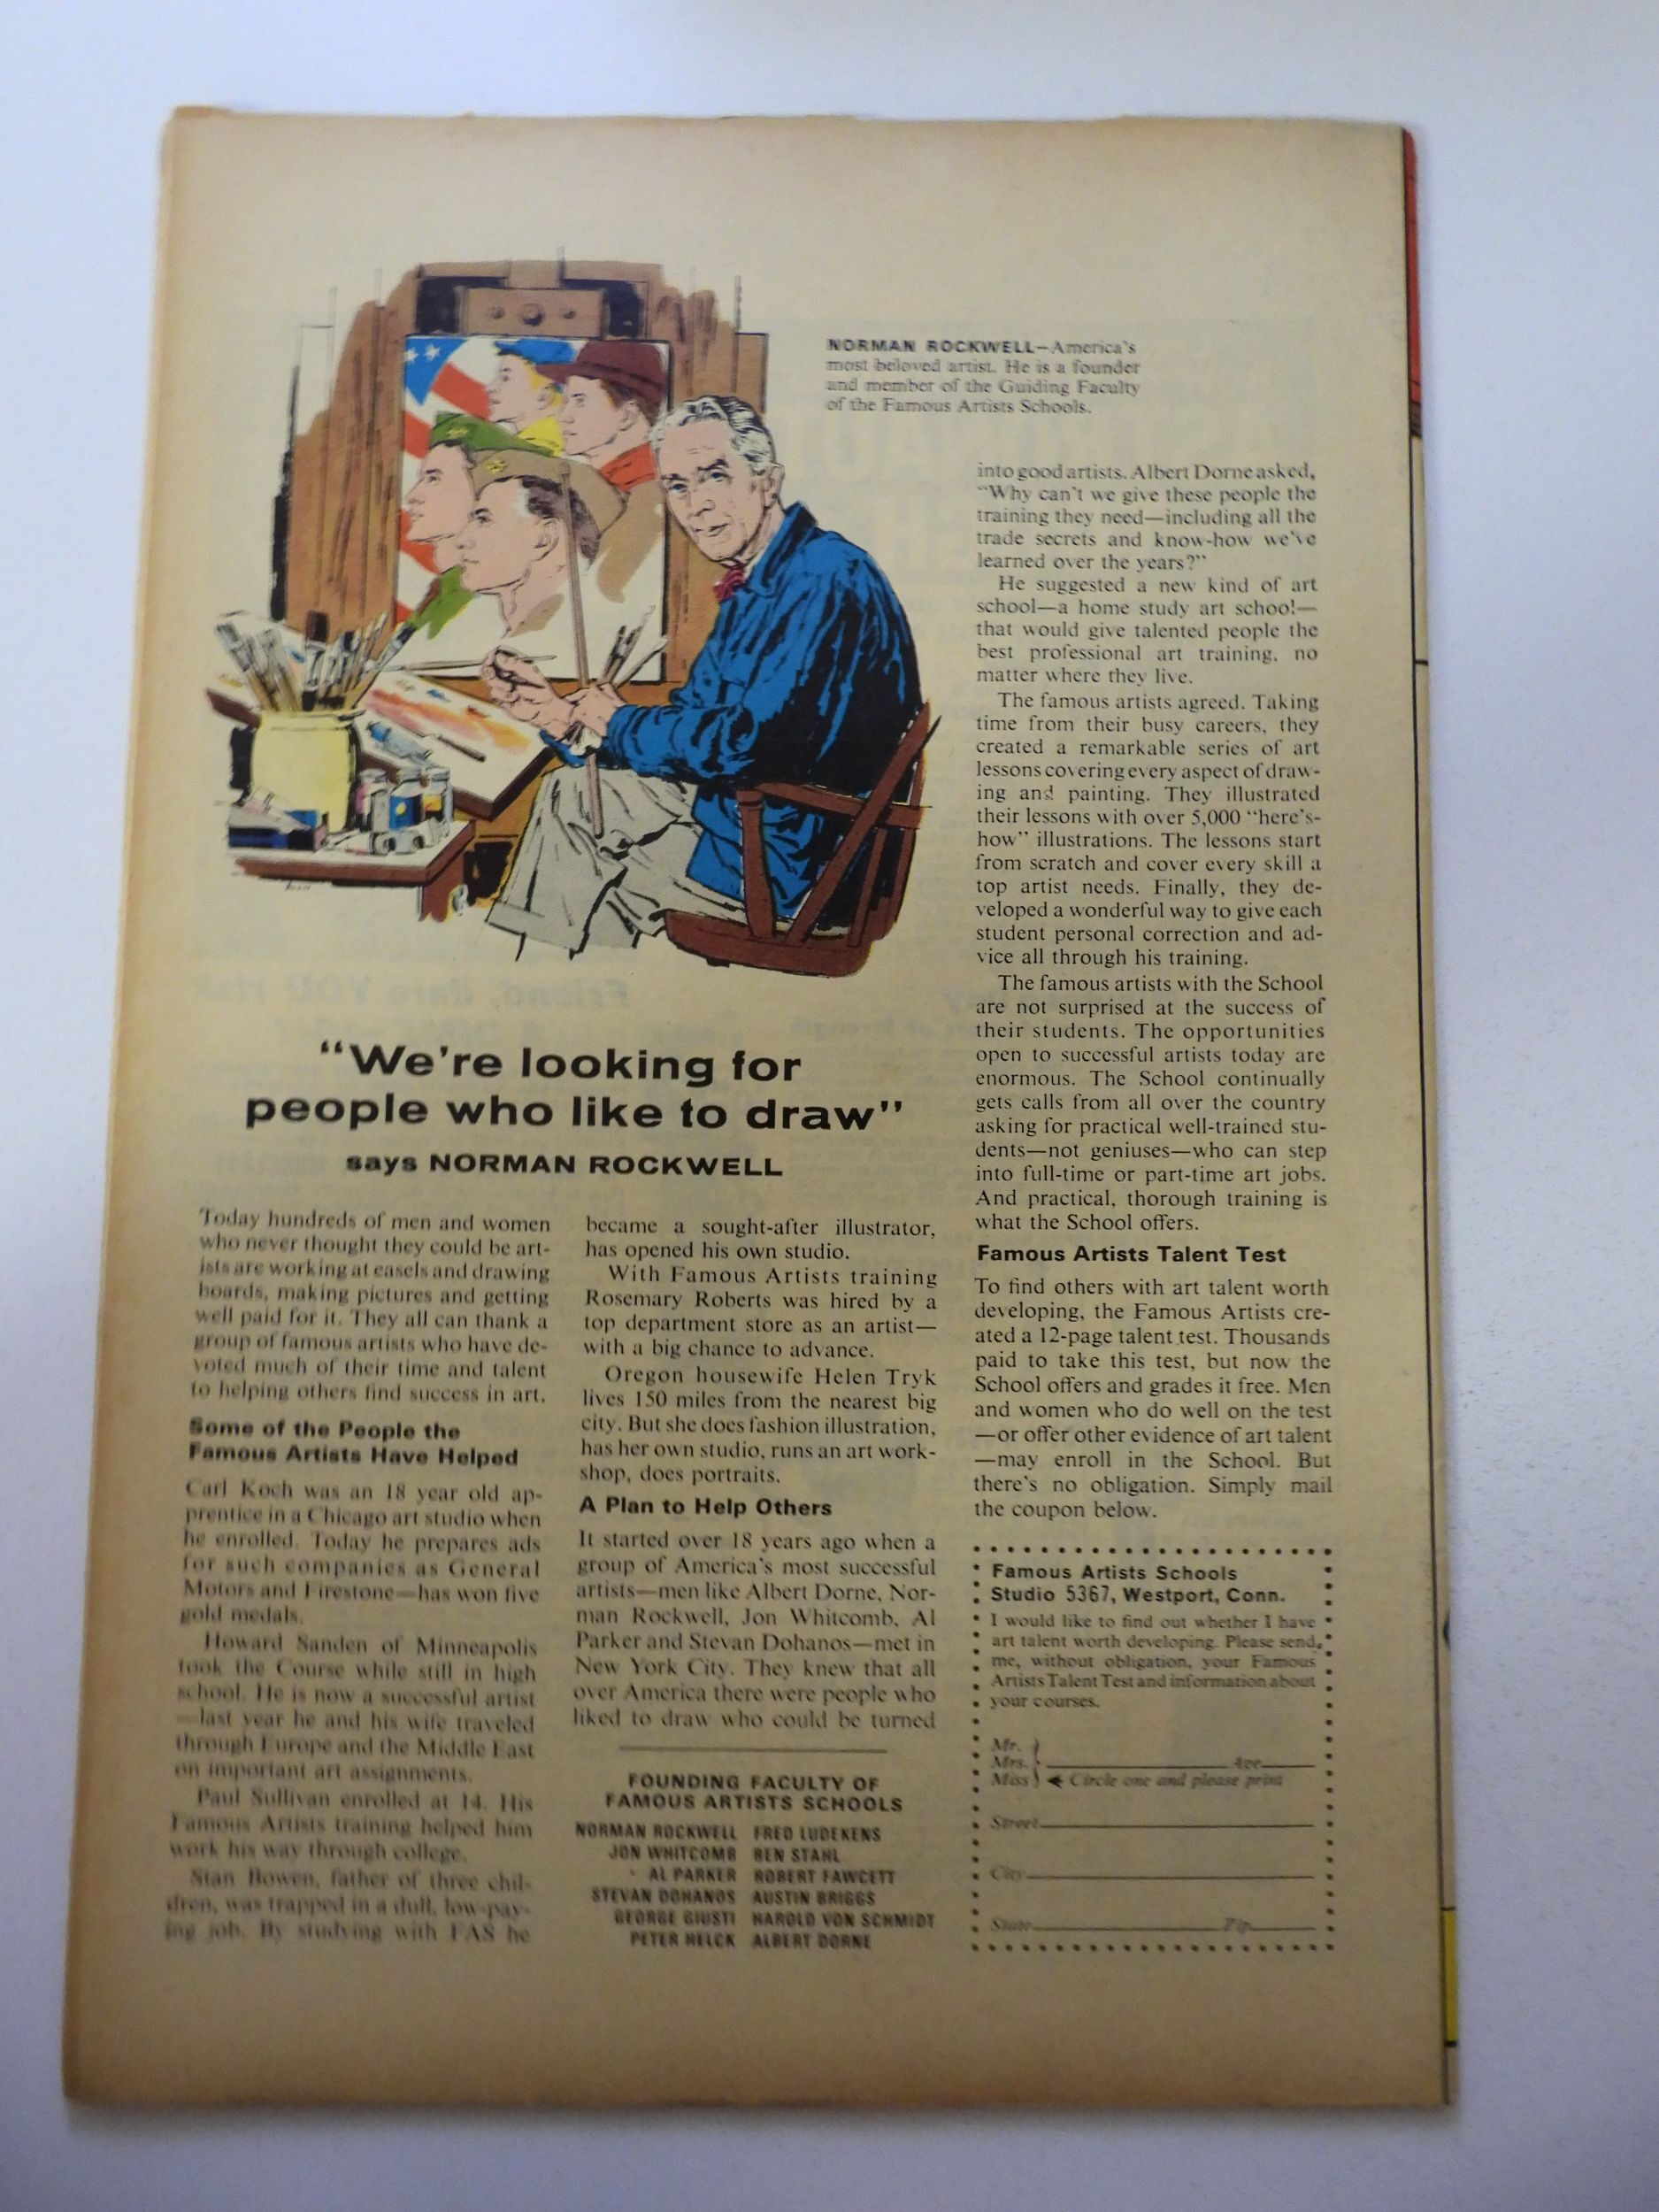 NORMAN ROCKWELL—America's
most beloved artist. He is a founder
and member of the Guiding Faculty
of the Famous Artists Schools.
"We're looking for
people who like to draw"
says NORMAN ROCKWELL
Today hundreds of men and women
who never thought they could be art-
ists are working at easels and drawing
boards, making pictures and getting
well paid for it. They all can thank a
group of famous artists who have de-
voted much of their time and talent
to helping others find success in art.
Some of the People the
Famous Artists Have Helped
Carl Koch was an 18 year old ap-
prentice in a Chicago art studio when
he enrolled. Today he prepares ads
for such companies as General
Motors and Firestone—has won five
gold medals.
Howard Sanden of Minneapolis
took the Course while still in high
school. He is now a successful artist
—last year he and his wife traveled
through Europe and the Middle East
on important art assignments.
Paul Sullivan enrolled at 14. His
Famous Artists training helped him
work his way through college.
Stan Bowen, father of three chil-
dren, was trapped in a dull, low-pay-
ing job. By studying with FAS he
became a sought-after illustrator,
has opened his own studio.
With Famous Artists training
Rosemary Roberts was hired by a
top department store as an artist—
with a big chance to advance.
Oregon housewife Helen Tryk
lives 150 miles from the nearest big
city. But she does fashion illustration,
has her own studio, runs an art work-
shop, does portraits.
A Plan to Help Others
It started over 18 years ago when a
group of America's most successful
artists—men like Albert Dorne, Nor-
man Rockwell, Jon Whitcomb, Al
Parker and Stevan Dohanos—met in
New York City. They knew that all
over America there were people who
liked to draw who could be turned
FOUNDING FACULTY OF
FAMOUS ARTISTS SCHOOLS
NORMAN ROCKWELL FRED LUDEKENS
JON WHITCOMB BEN STAHL
AL PARKER ROBERT FAWCETT
STEVAN DOHANOS AUSTIN BRIGGS
GEORGE GIUSTI HAROLD VON SCHMIDT
PETER HELCK ALBERT DORNE
into good artists. Albert Dorne asked,
"Why can't we give these people the
training they need—including all the
trade secrets and know-how we've
learned over the years?"
He suggested a new kind of art
school—a home study art school—
that would give talented people the
best professional art training, no
matter where they live.
The famous artists agreed. Taking
time from their busy careers, they
created a remarkable series of art
lessons covering every aspect of draw-
ing and painting. They illustrated
their lessons with over 5,000 "here's-
how" illustrations. The lessons start
from scratch and cover every skill a
top artist needs. Finally, they de-
veloped a wonderful way to give each
student personal correction and ad-
vice all through his training.
The famous artists with the School
are not surprised at the success of
their students. The opportunities
open to successful artists today are
enormous. The School continually
gets calls from all over the country
asking for practical well-trained stu-
dents—not geniuses—who can step
into full-time or part-time art jobs.
And practical, thorough training is
what the School offers.
Famous Artists Talent Test
To find others with art talent worth
developing, the Famous Artists cre-
ated a 12-page talent test. Thousands
paid to take this test, but now the
School offers and grades it free. Men
and women who do well on the test
—or offer other evidence of art talent
—may enroll in the School. But
there's no obligation. Simply mail
the coupon below.
Famous Artists Schools
Studio 5367, Westport, Conn.
I would like to find out whether I have
art talent worth developing. Please send
me, without obligation, your Famous
Artists Talent Test and information about
your courses.
Mr.
Mrs. Age
Miss Circle one and please print
Street
City
State Zip